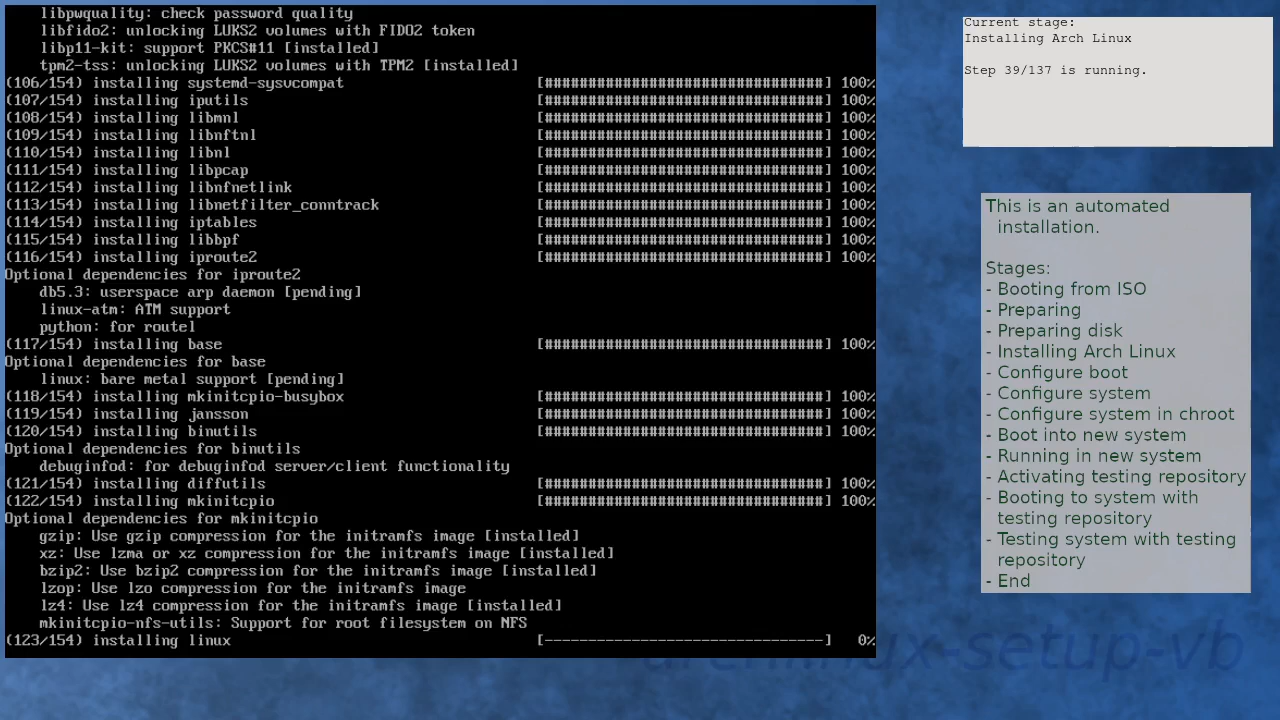 libpwquality: check password quality
libfido2: unlocking LUKS2 volumes with FIDO2 token
libp11-kit: support PKCS#11 [installed]
tpm2-tss: unlocking LUKS2 volumes with TPM2 [installed]
(106/154) installing systemd-sysvcompat [################################] 100%
(107/154) installing iputils [################################] 100%
(108/154) installing libmnl [################################] 100%
(109/154) installing libnftnl [################################] 100%
(110/154) installing libnl [################################] 100%
(111/154) installing libpcap [################################] 100%
(112/154) installing libnfnetlink [################################] 100%
(113/154) installing libnetfilter_conntrack [################################] 100%
(114/154) installing iptables [################################] 100%
(115/154) installing libbpf [################################] 100%
(116/154) installing iproute2 [################################] 100%
Optional dependencies for iproute2
db5.3: userspace arp daemon [pending]
linux-atm: ATM support
python: for routel
(117/154) installing base [################################] 100%
Optional dependencies for base
linux: bare metal support [pending]
(118/154) installing mkinitcpio-busybox [################################] 100%
(119/154) installing jansson [################################] 100%
(120/154) installing binutils [################################] 100%
Optional dependencies for binutils
debuginfod: for debuginfod server/client functionality
(121/154) installing diffutils [################################] 100%
(122/154) installing mkinitcpio [################################] 100%
Optional dependencies for mkinitcpio
gzip: Use gzip compression for the initramfs image [installed]
xz: Use lzma or xz compression for the initramfs image [installed]
bzip2: Use bzip2 compression for the initramfs image [installed]
lzop: Use lzo compression for the initramfs image
lz4: Use lz4 compression for the initramfs image [installed]
mkinitcpio-nfs-utils: Support for root filesystem on NFS
(123/154) installing linux [--------------------------------] 0%
Current stage:
Installing Arch Linux
Step 39/137 is running.
This is an automated
installation.
Stages:
- Booting from ISO
- Preparing
- Preparing disk
- Installing Arch Linux
- Configure boot
- Configure system
- Configure system in chroot
- Boot into new system
- Running in new system
- Activating testing repository
- Booting to system with
testing repository
- Testing system with testing
repository
- End
archlinux-setup-vb